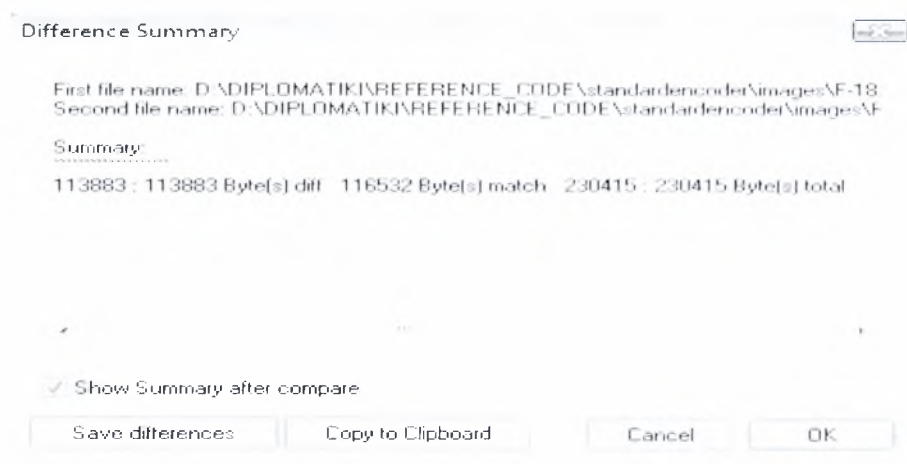 Difference Summary
First file name: D:\DIPLOMATIKI\REFERENCE_CODE\standardencoder\images\F-18
Second file name: D:\DIPLOMATIKI\REFERENCE_CODE\standardencoder\images\F
Summary:
113883 : 113883 Byte(s) diff 116532 Byte(s) match 230415 : 230415 Byte(s) total
Show Summary after compare
Save differences Copy to Clipboard Cancel OK